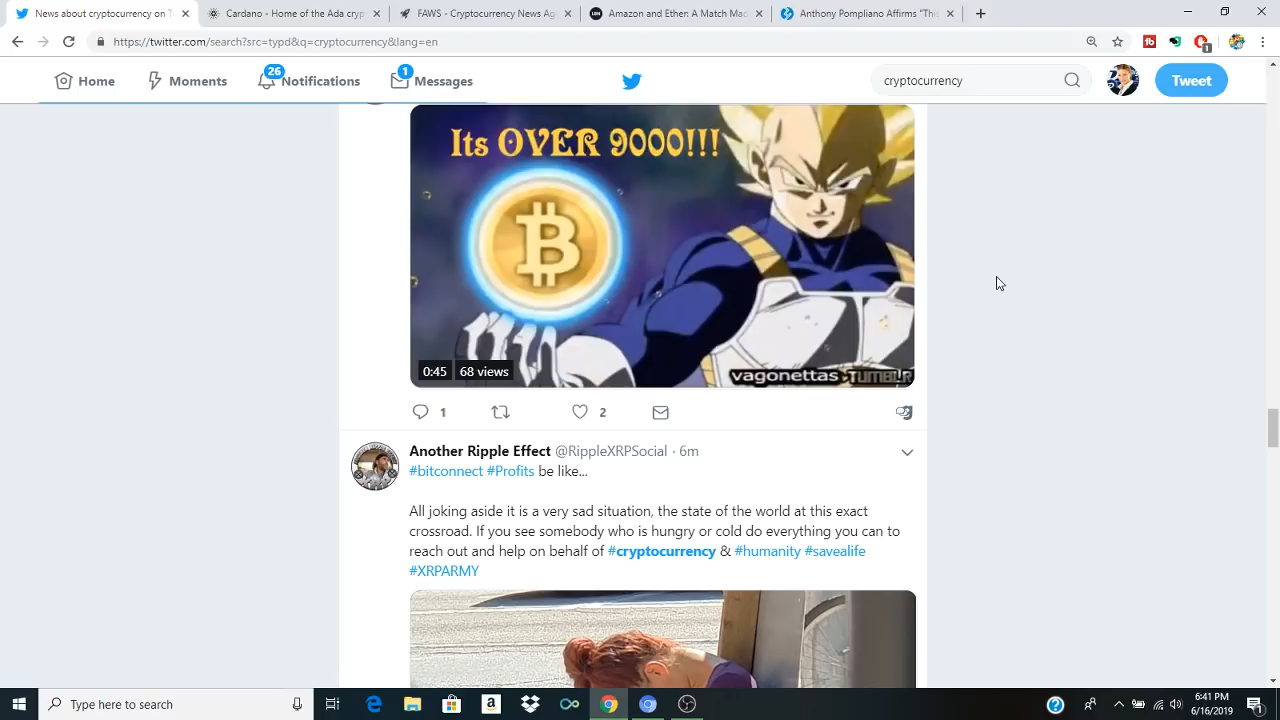 News about cryptocurrency on T
Cardano - Home of the Ada cryp
FAWS - Cryptocurrency News Ag
Amazon and Ether: A Match Mad
Anthony Pompliano Affirms "This
https://twitter.com/search?src=typd&q=cryptocurrency&lang=en
1
Home
Moments
26
Notifications
1
Messages
cryptocurrency
Tweet
Its OVER 9000!!!
B
0:45
68 views
vagonettas - TUMBLR
1
2
Another Ripple Effect @RippleXRPSocial · 6m
#bitconnect #Profits be like...
All joking aside it is a very sad situation, the state of the world at this exact
crossroad. If you see somebody who is hungry or cold do everything you can to
reach out and help on behalf of #cryptocurrency & #humanity #savealife
#XRPARMY
Type here to search
6:41 PM
6/16/2019
1